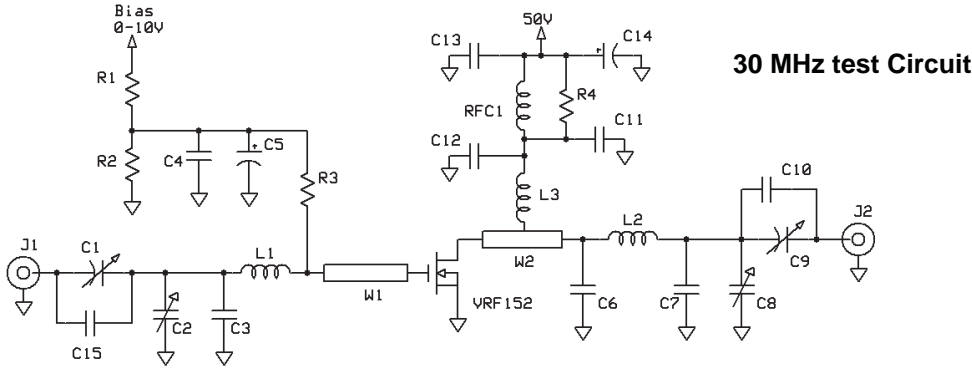 Bias
0-10V
50V
C13
C14
30 MHz test Circuit
R1
RFC1
R4
C12
C11
R2
C4
C5
R3
L3
C10
J1
C1
L1
L2
J2
W2
C9
W1
C2
C3
VRF152
C6
C7
C8
C15